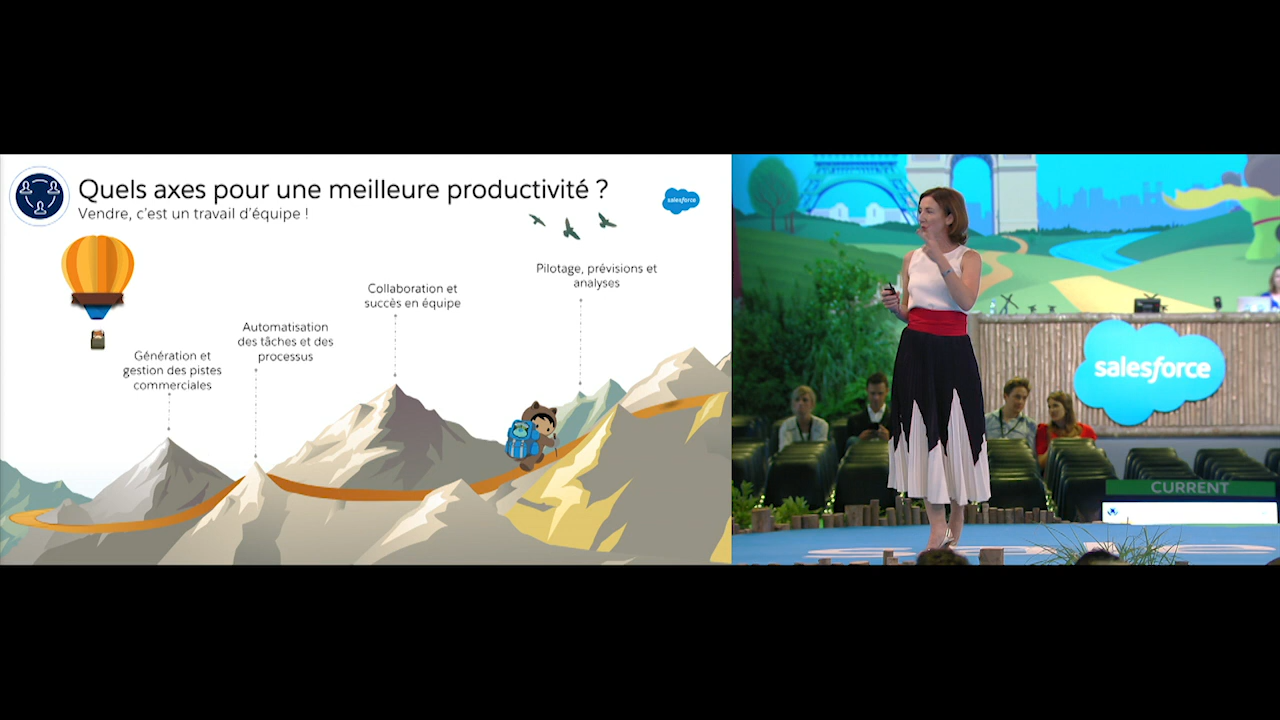 Quels axes pour une meilleure productivité ?
Vendre, c'est un travail d'équipe !
salesforce
Génération et
gestion des pistes
commerciales
Automatisation
des tâches et des
processus
Collaboration et
succès en équipe
Pilotage, prévisions et
analyses
salesforce
CURRENT